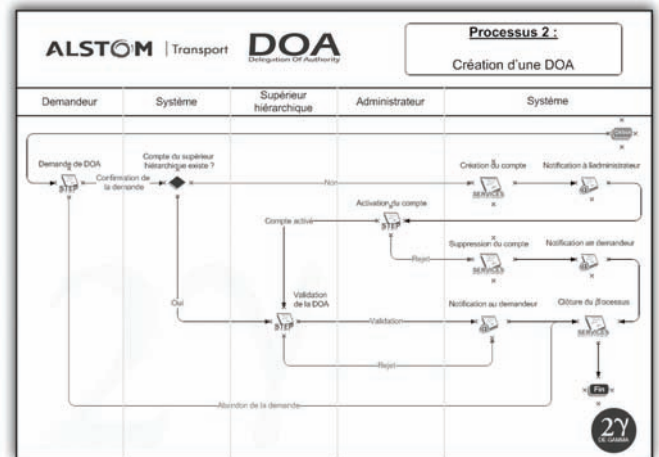 ALSTOM | Transport
DOA
Delegation Of Authority
Processus 2 :
Création d'une DOA
Demandeur
Système
Supérieur
hiérarchique
Administrateur
Système
Début
Demande de DOA
Compte du supérieur
hiérarchique existe ?
Création du compte
Notification à l'administrateur
Confirmation de
la demande
Non
STEP
SERVICES
Activation du compte
Compte activé
STEP
Suppression du compte
Notification au demandeur
Rejet
SERVICES
Oui
Validation
de la DOA
Notification au demandeur
Clôture du processus
Validation
STEP
SERVICES
Rejet
Fin
Abandon de la demande
2γ
DE GAMMA